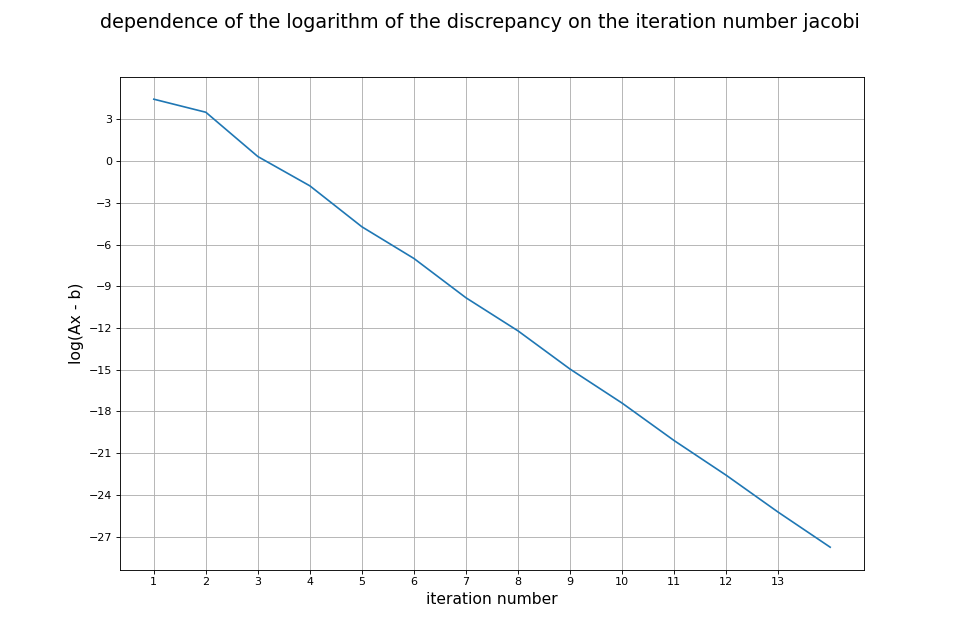 dependence of the logarithm of the discrepancy on the iteration number jacobi
log(Ax - b)
3
0
−3
−6
−9
−12
−15
−18
−21
−24
−27
1 2 3 4 5 6 7 8 9 10 11 12 13
iteration number